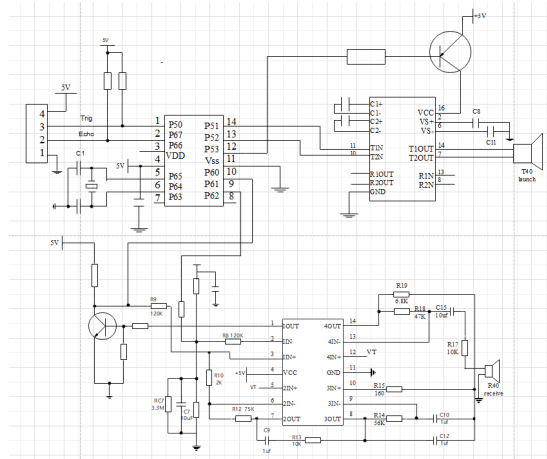 +5V
5V
5V
4
3
2
1
Trig
Echo
C1
5V
1 P50 P51 14
2 P67 P52 13
3 P66 P53 12
4 VDD Vss 11
5 P65 P60 10
6 P64 P61 9
7 P63 P62 8
C1+
C1-
C2+
C2-
VCC 16
VS+ 2
VS- 6
C8
C11
11 T1N T1OUT 14
10 T2N T2OUT 7
R1OUT R1N 13
R2OUT R2N 8
GND
T40
launch
5V
R9
120K
R8 120K
R10
2K
RC7
3.3M
C7
+5V
VT
R12 75K
C9
1uf
R13
10K
1 1OUT 4OUT 14
2 1IN 4IN- 13
3 1IN+ 4IN+ 12 VT
4 VCC GND 11
5 2IN+ 3IN+ 10
6 2IN- 3IN- 9
7 2OUT 3OUT 8
R19
6.8K
R18
47K
C15
10uf
R17
10K
R40
receive
R15
160
R14
56K
C10
1uf
C12
1uf